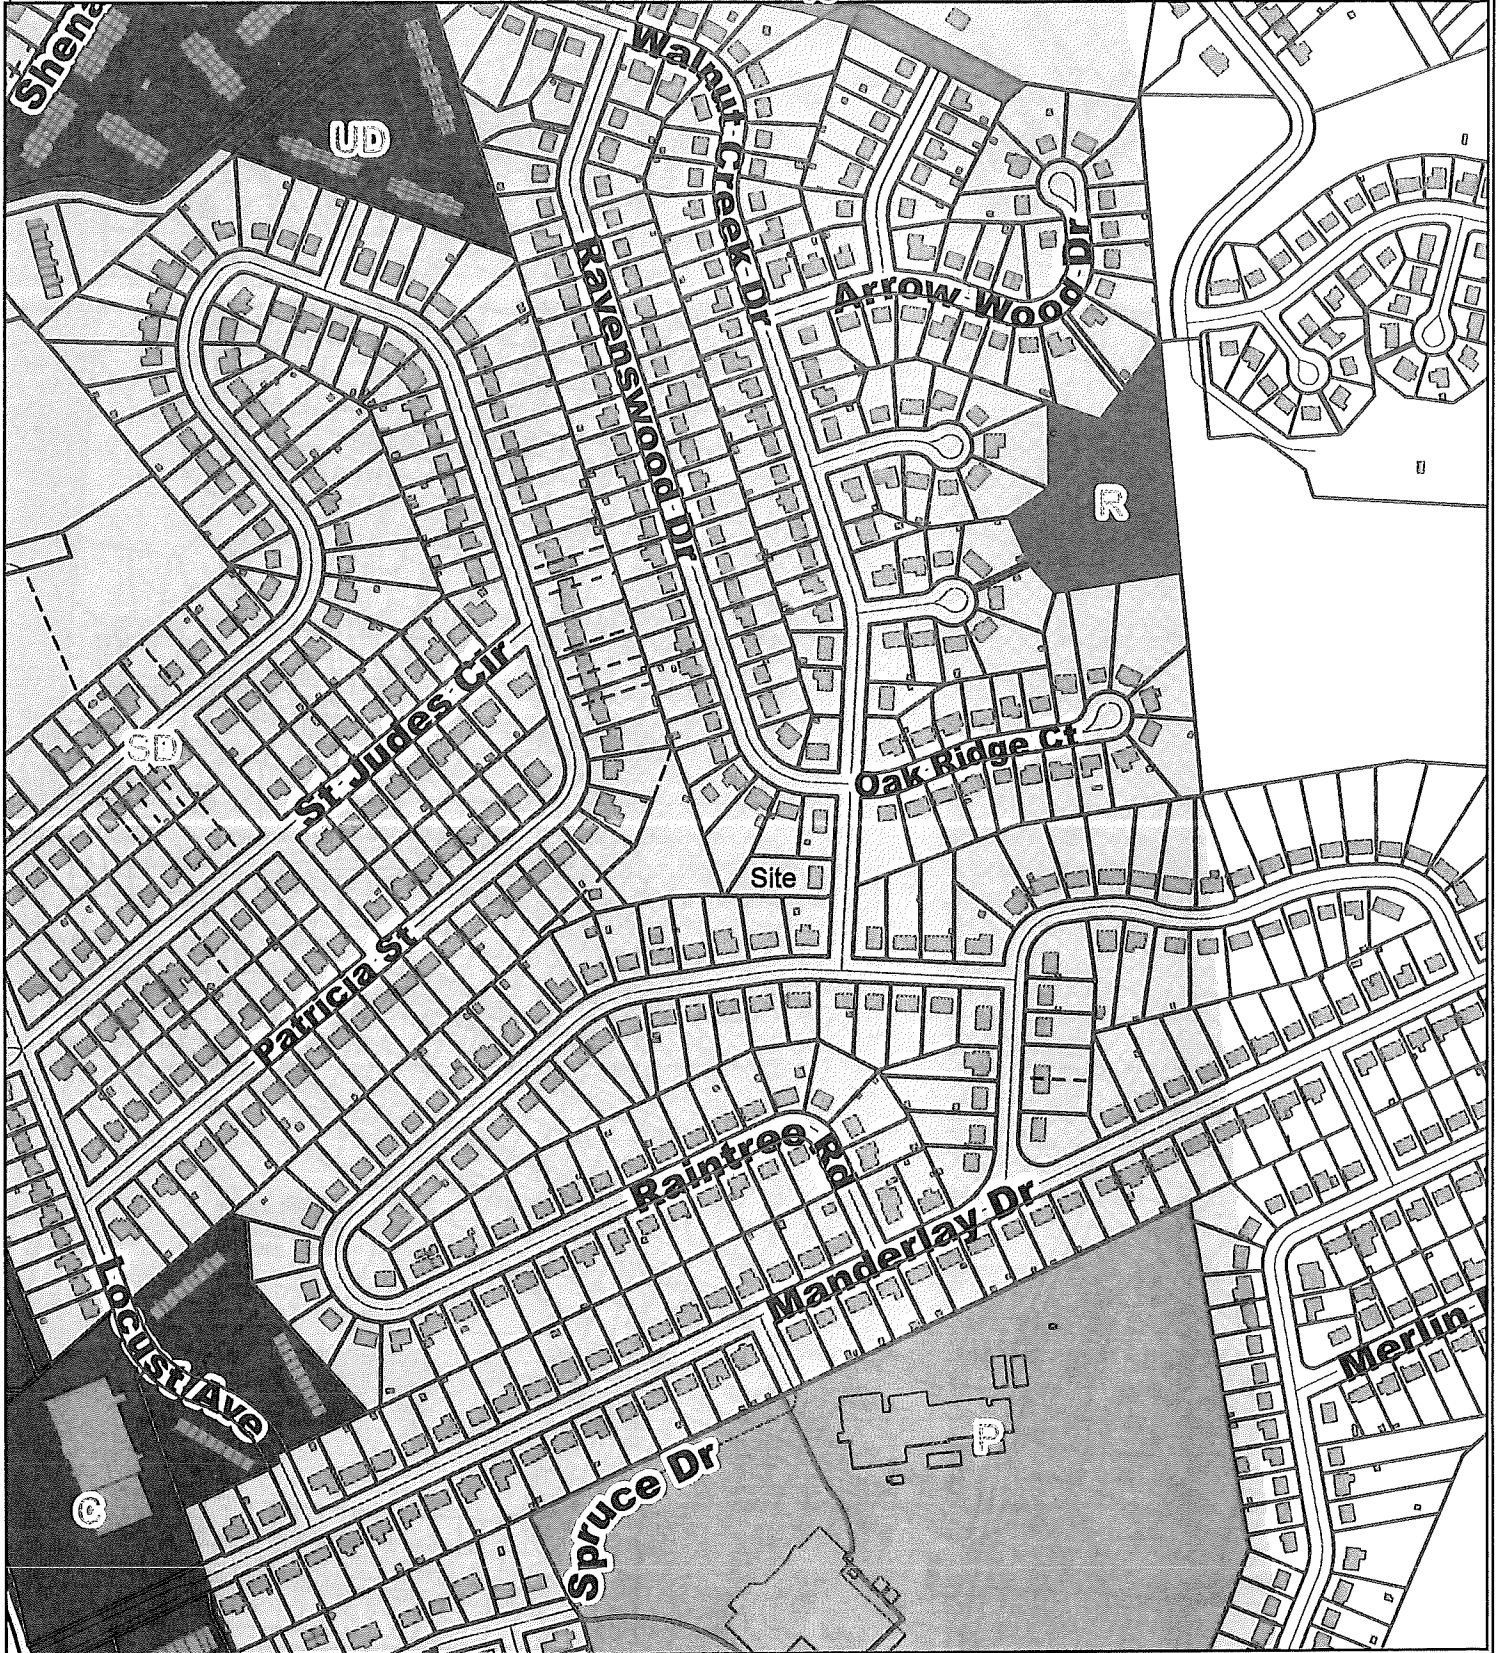 Shena
UD
Walnut Creek Dr
Ravenswood Dr
Arrow Wood Dr
R
St Judes Cir
SD
Oak Ridge Ct
Site
Patricia St
Raintree Rd
Manderlay Dr
Locust Ave
Merlin
P
Spruce Dr
C